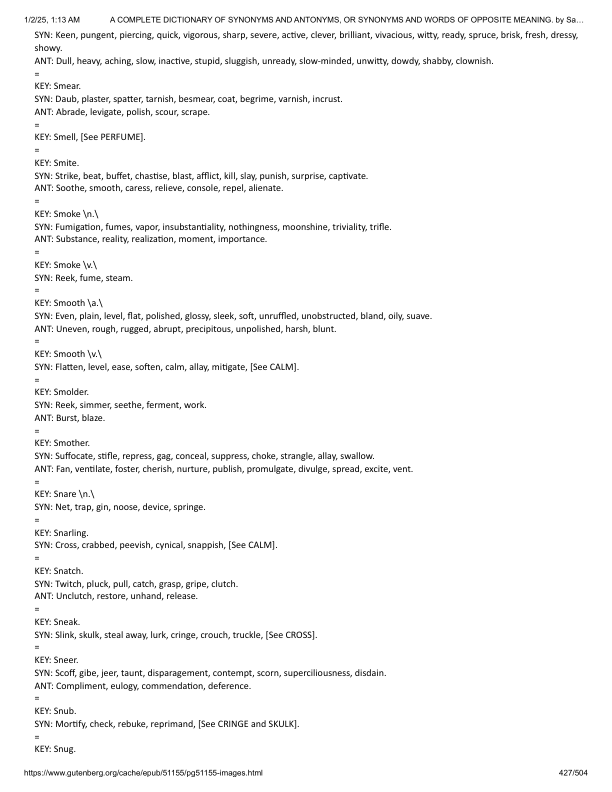 1/2/25, 1:13 AM A COMPLETE DICTIONARY OF SYNONYMS AND ANTONYMS, OR SYNONYMS AND WORDS OF OPPOSITE MEANING. by Sa…
SYN: Keen, pungent, piercing, quick, vigorous, sharp, severe, active, clever, brilliant, vivacious, witty, ready, spruce, brisk, fresh, dressy,
showy.
ANT: Dull, heavy, aching, slow, inactive, stupid, sluggish, unready, slow-minded, unwitty, dowdy, shabby, clownish.
=
KEY: Smear.
SYN: Daub, plaster, spatter, tarnish, besmear, coat, begrime, varnish, incrust.
ANT: Abrade, levigate, polish, scour, scrape.
=
KEY: Smell, [See PERFUME].
=
KEY: Smite.
SYN: Strike, beat, buffet, chastise, blast, afflict, kill, slay, punish, surprise, captivate.
ANT: Soothe, smooth, caress, relieve, console, repel, alienate.
=
KEY: Smoke \n.\
SYN: Fumigation, fumes, vapor, insubstantiality, nothingness, moonshine, triviality, trifle.
ANT: Substance, reality, realization, moment, importance.
=
KEY: Smoke \v.\
SYN: Reek, fume, steam.
=
KEY: Smooth \a.\
SYN: Even, plain, level, flat, polished, glossy, sleek, soft, unruffled, unobstructed, bland, oily, suave.
ANT: Uneven, rough, rugged, abrupt, precipitous, unpolished, harsh, blunt.
=
KEY: Smooth \v.\
SYN: Flatten, level, ease, soften, calm, allay, mitigate, [See CALM].
=
KEY: Smolder.
SYN: Reek, simmer, seethe, ferment, work.
ANT: Burst, blaze.
=
KEY: Smother.
SYN: Suffocate, stifle, repress, gag, conceal, suppress, choke, strangle, allay, swallow.
ANT: Fan, ventilate, foster, cherish, nurture, publish, promulgate, divulge, spread, excite, vent.
=
KEY: Snare \n.\
SYN: Net, trap, gin, noose, device, springe.
=
KEY: Snarling.
SYN: Cross, crabbed, peevish, cynical, snappish, [See CALM].
=
KEY: Snatch.
SYN: Twitch, pluck, pull, catch, grasp, gripe, clutch.
ANT: Unclutch, restore, unhand, release.
=
KEY: Sneak.
SYN: Slink, skulk, steal away, lurk, cringe, crouch, truckle, [See CROSS].
=
KEY: Sneer.
SYN: Scoff, gibe, jeer, taunt, disparagement, contempt, scorn, superciliousness, disdain.
ANT: Compliment, eulogy, commendation, deference.
=
KEY: Snub.
SYN: Mortify, check, rebuke, reprimand, [See CRINGE and SKULK].
=
KEY: Snug.
https://www.gutenberg.org/cache/epub/51155/pg51155-images.html 427/504